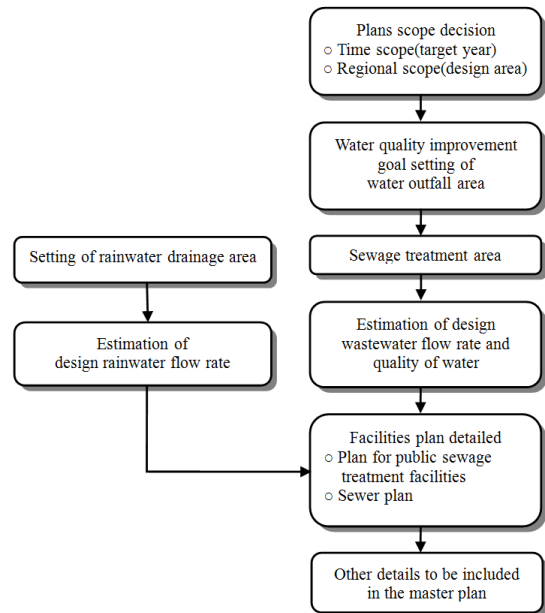 Plans scope decision
○ Time scope(target year)
○ Regional scope(design area)
Water quality improvement
goal setting of
water outfall area
Setting of rainwater drainage area
Sewage treatment area
Estimation of
design rainwater flow rate
Estimation of design
wastewater flow rate and
quality of water
Facilities plan detailed
○ Plan for public sewage
treatment facilities
○ Sewer plan
Other details to be included
in the master plan